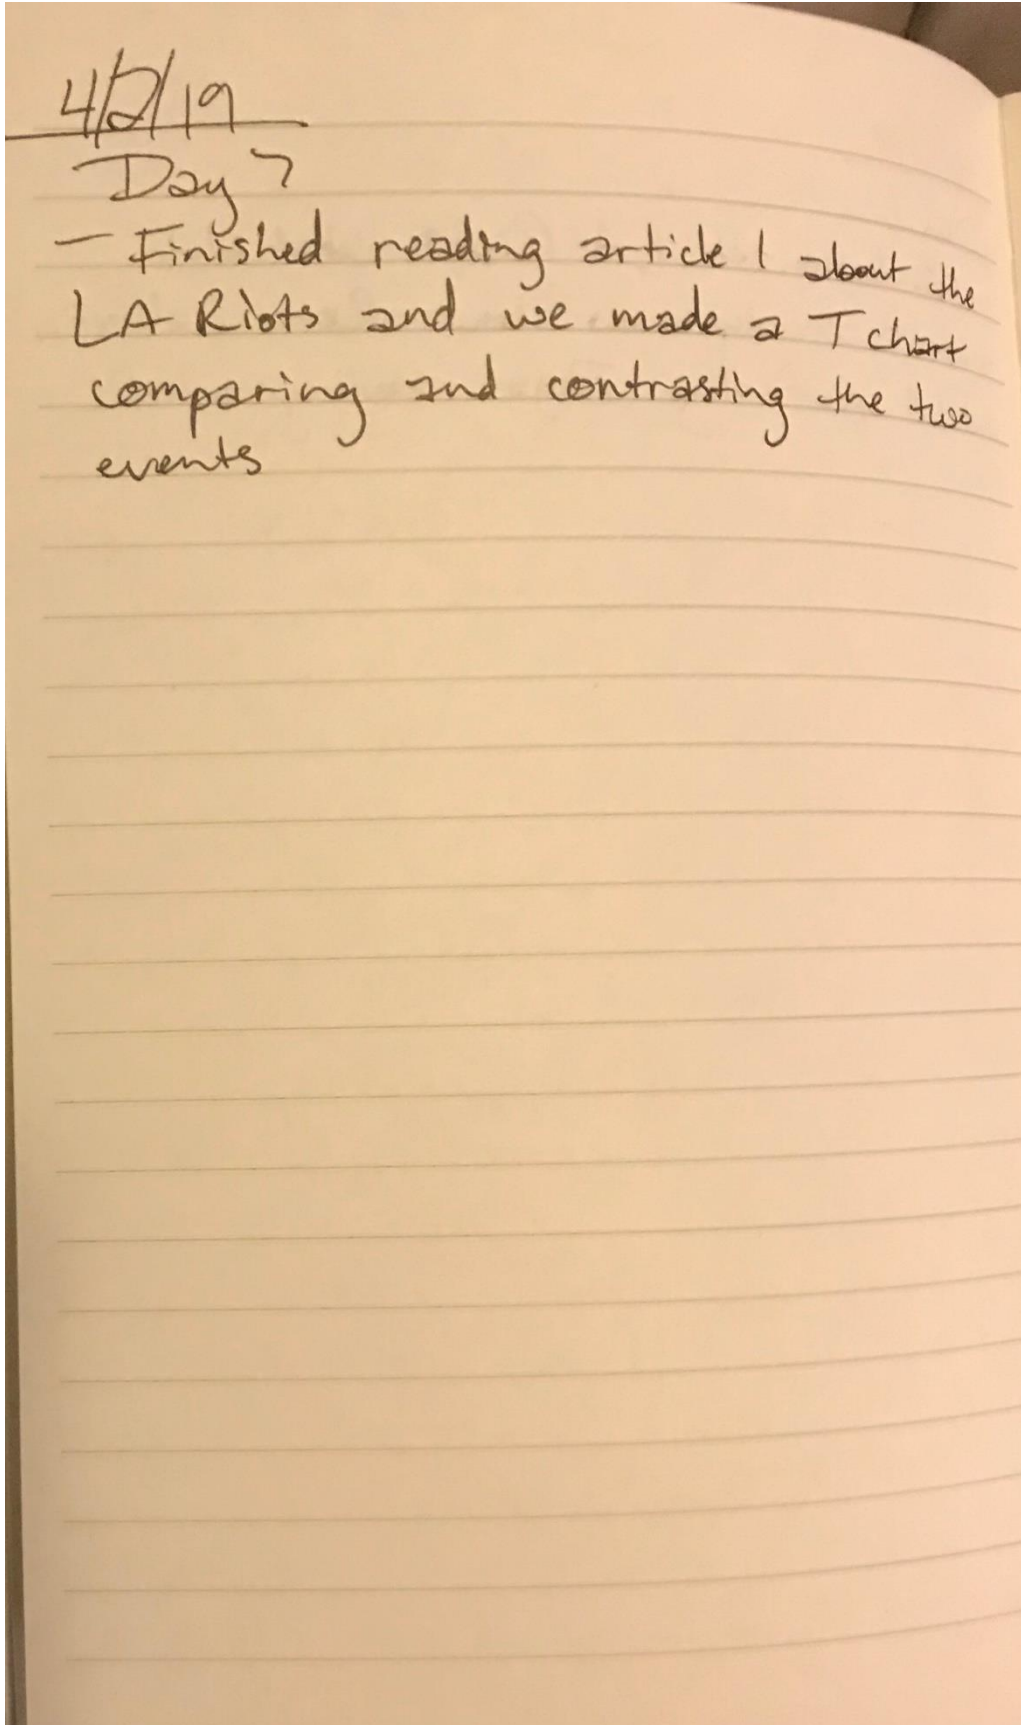 4/2/19
Day 7
- Finished reading article 1 about the
LA Riots and we made a T chart
comparing and contrasting the two
events